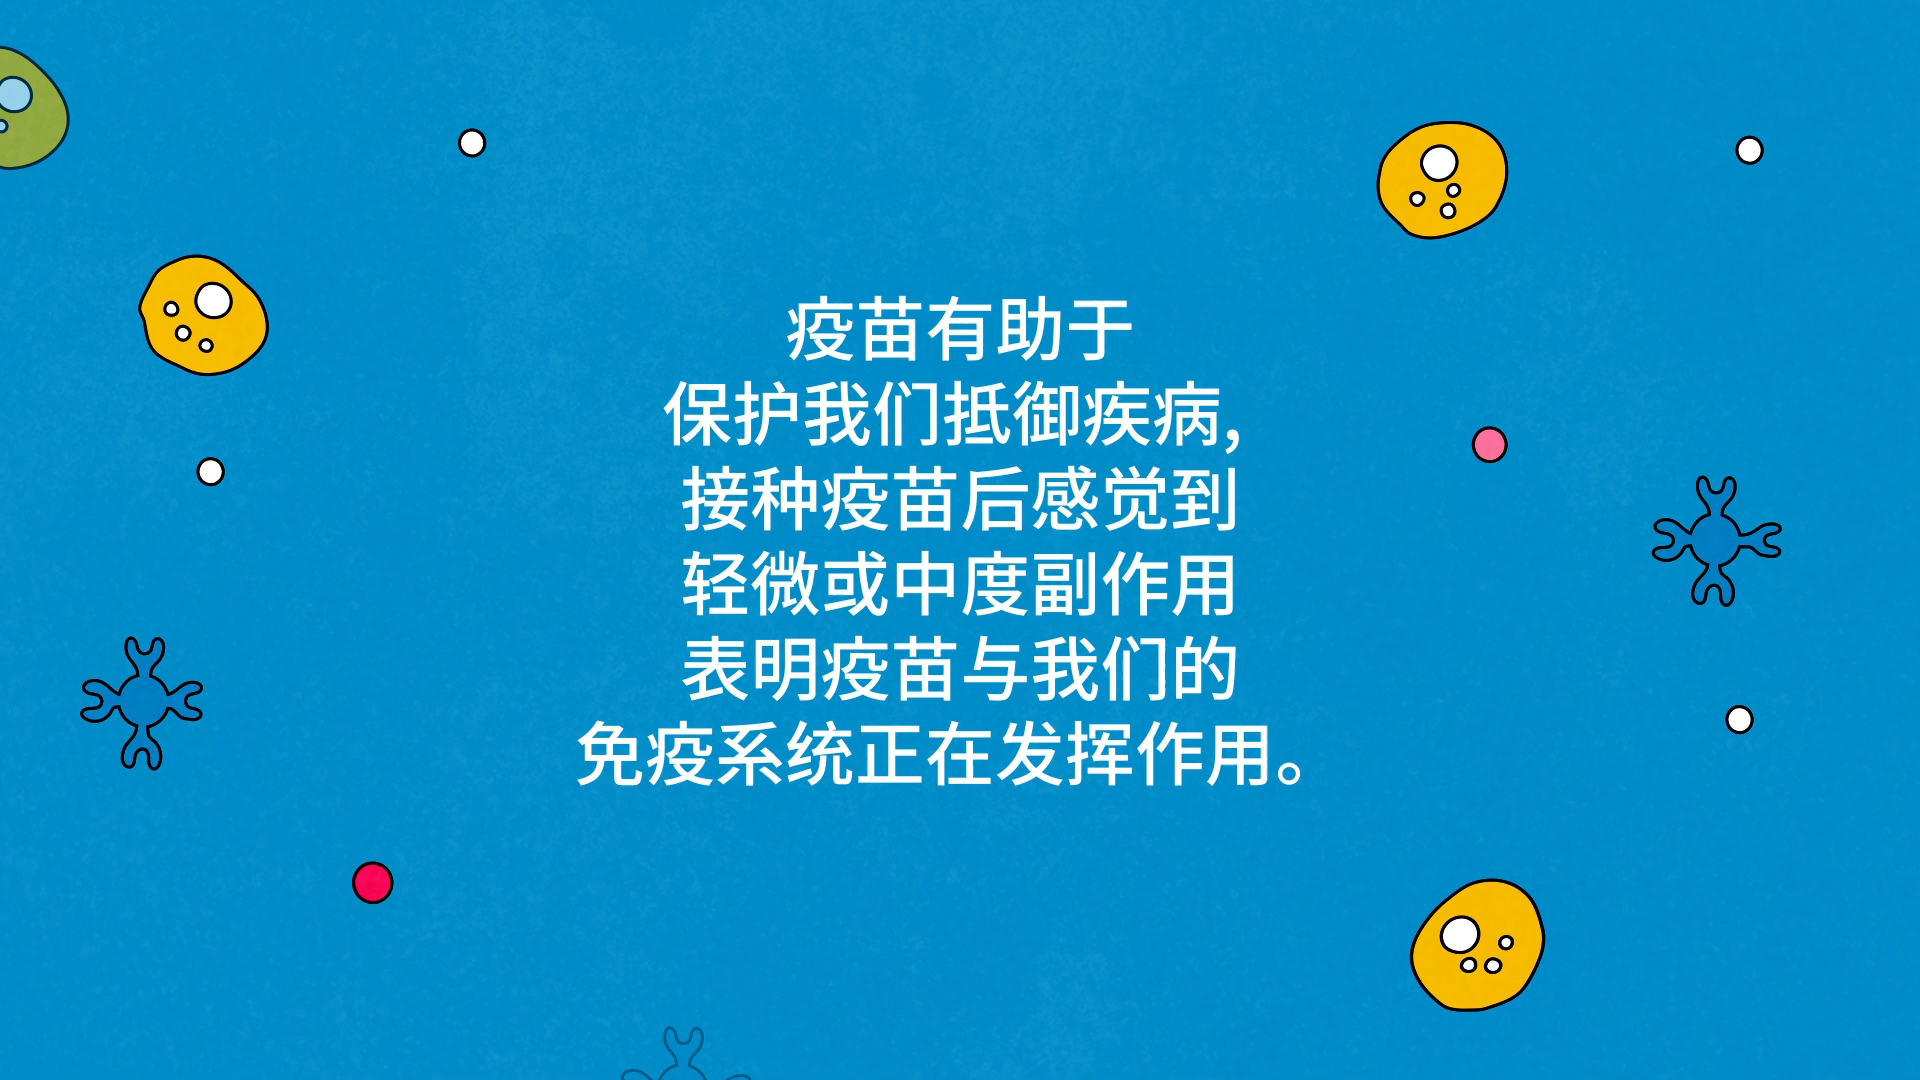 疫苗有助于
保护我们抵御疾病,
接种疫苗后感觉到
轻微或中度副作用
表明疫苗与我们的
免疫系统正在发挥作用。